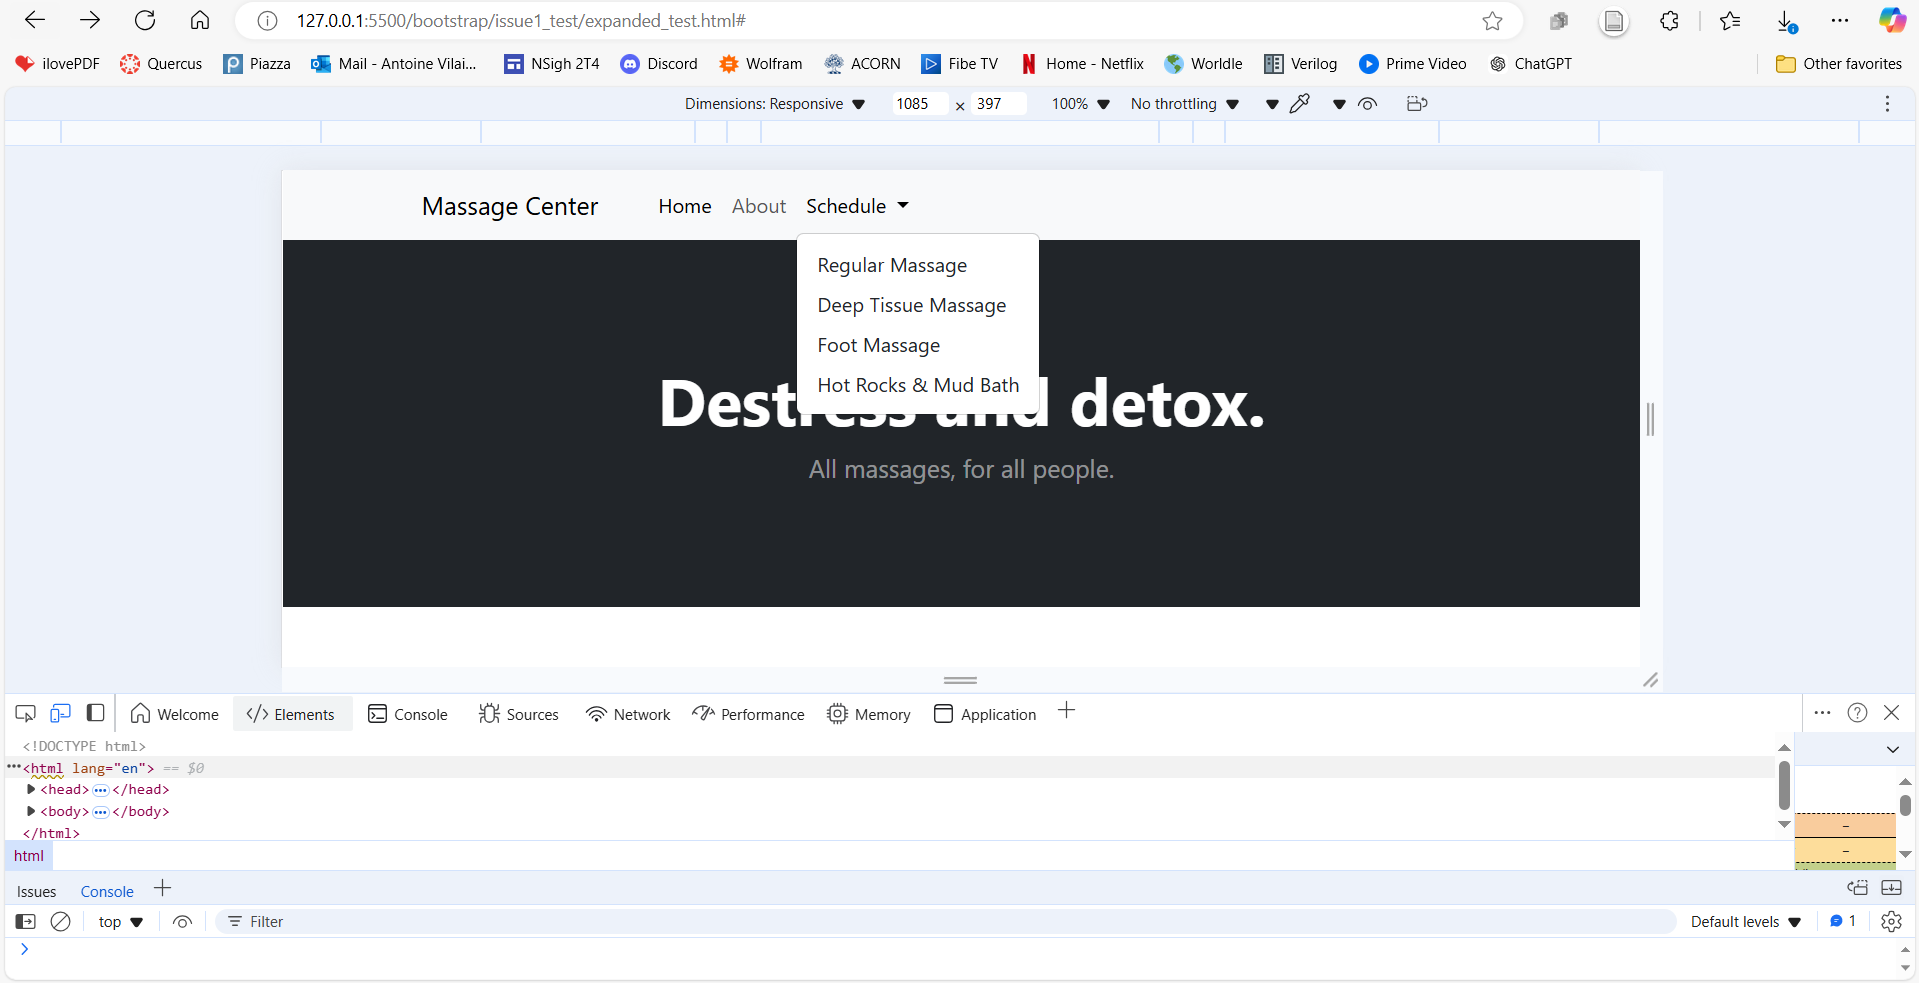 127.0.0.1:5500/bootstrap/issue1_test/expanded_test.html#
ilovePDF Quercus Piazza Mail - Antoine Vilai... NSigh 2T4 Discord Wolfram ACORN Fibe TV Home - Netflix Worldle Verilog Prime Video ChatGPT Other favorites
Dimensions: Responsive 1085 × 397 100% No throttling
Massage Center Home About Schedule
Regular Massage
Deep Tissue Massage
Foot Massage
Hot Rocks & Mud Bath
Destress and detox.
All massages, for all people.
Welcome </> Elements Console Sources Network Performance Memory Application
<!DOCTYPE html>
<html lang="en"> == $0
<head>…</head>
<body>…</body>
</html>
html
Issues Console
top Filter Default levels 1